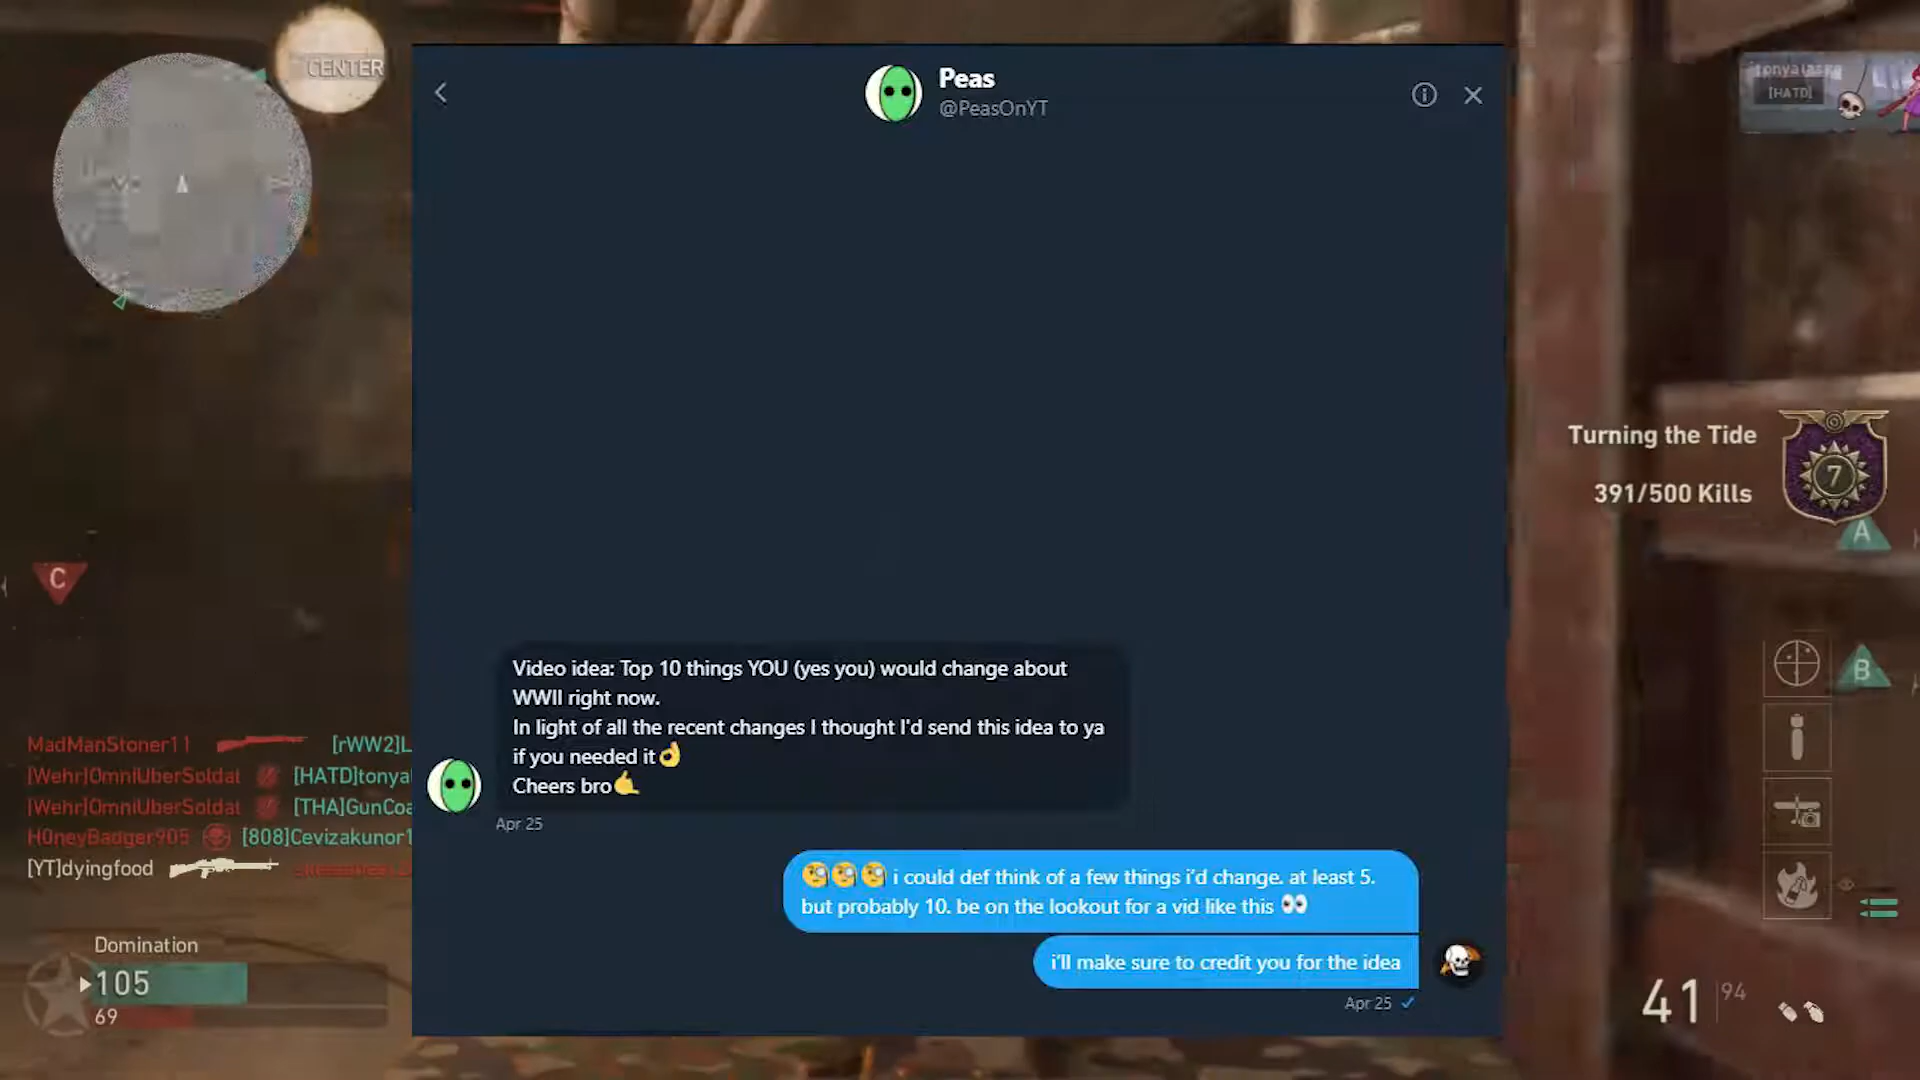 CENTER
Peas
@PeasOnYT
[HATD]
Turning the Tide
7
391/500 Kills
A
C
B
Video idea: Top 10 things YOU (yes you) would change about
WWII right now.
In light of all the recent changes I thought I'd send this idea to ya
if you needed it👌
Cheers bro🤙
Apr 25
🧐🧐🧐 i could def think of a few things i'd change. at least 5.
but probably 10. be on the lookout for a vid like this 👀
i'll make sure to credit you for the idea
Apr 25
MadManStoner11 [rWW2]L
[Wehr]OmniUberSoldat [HATD]tonya
[Wehr]OmniUberSoldat [THA]GunCoa
H0neyBadger905 [808]Cevizakunor1
[YT]dyingfood
Domination
105
69
41 94